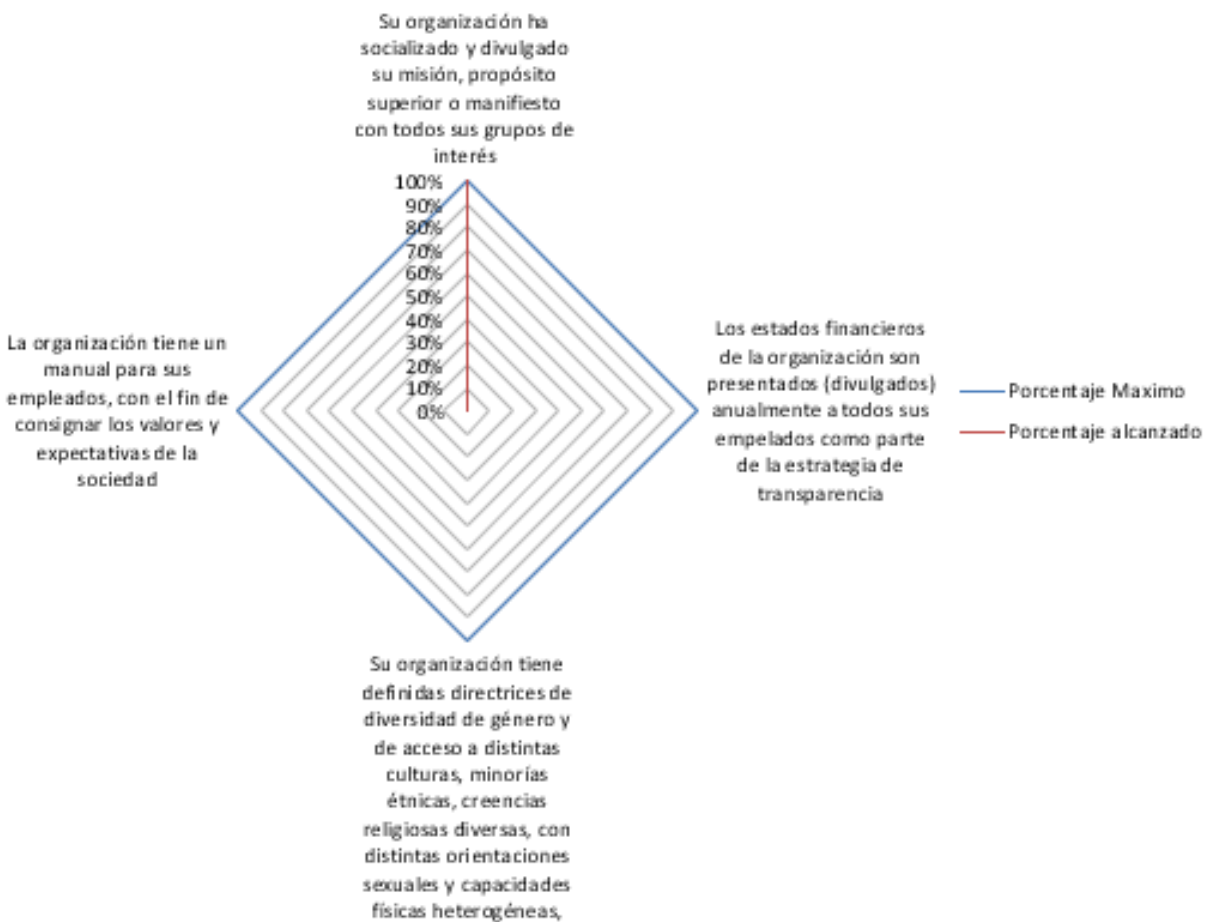 Su organización ha
socializado y divulgado
su misión, propósito
superior o manifiesto
con todos sus grupos de
interés
100%
90%
80%
70%
60%
50%
40%
30%
20%
10%
0%
La organización tiene un
manual para sus
empleados, con el fin de
consignar los valores y
expectativas de la
sociedad
Los estados financieros
de la organización son
presentados (divulgados)
anualmente a todos sus
empelados como parte
de la estrategia de
transparencia
Porcentaje Maximo
Porcentaje alcanzado
Su organización tiene
definidas directrices de
diversidad de género y
de acceso a distintas
culturas, minorías
étnicas, creencias
religiosas diversas, con
distintas orientaciones
sexuales y capacidades
físicas heterogéneas,